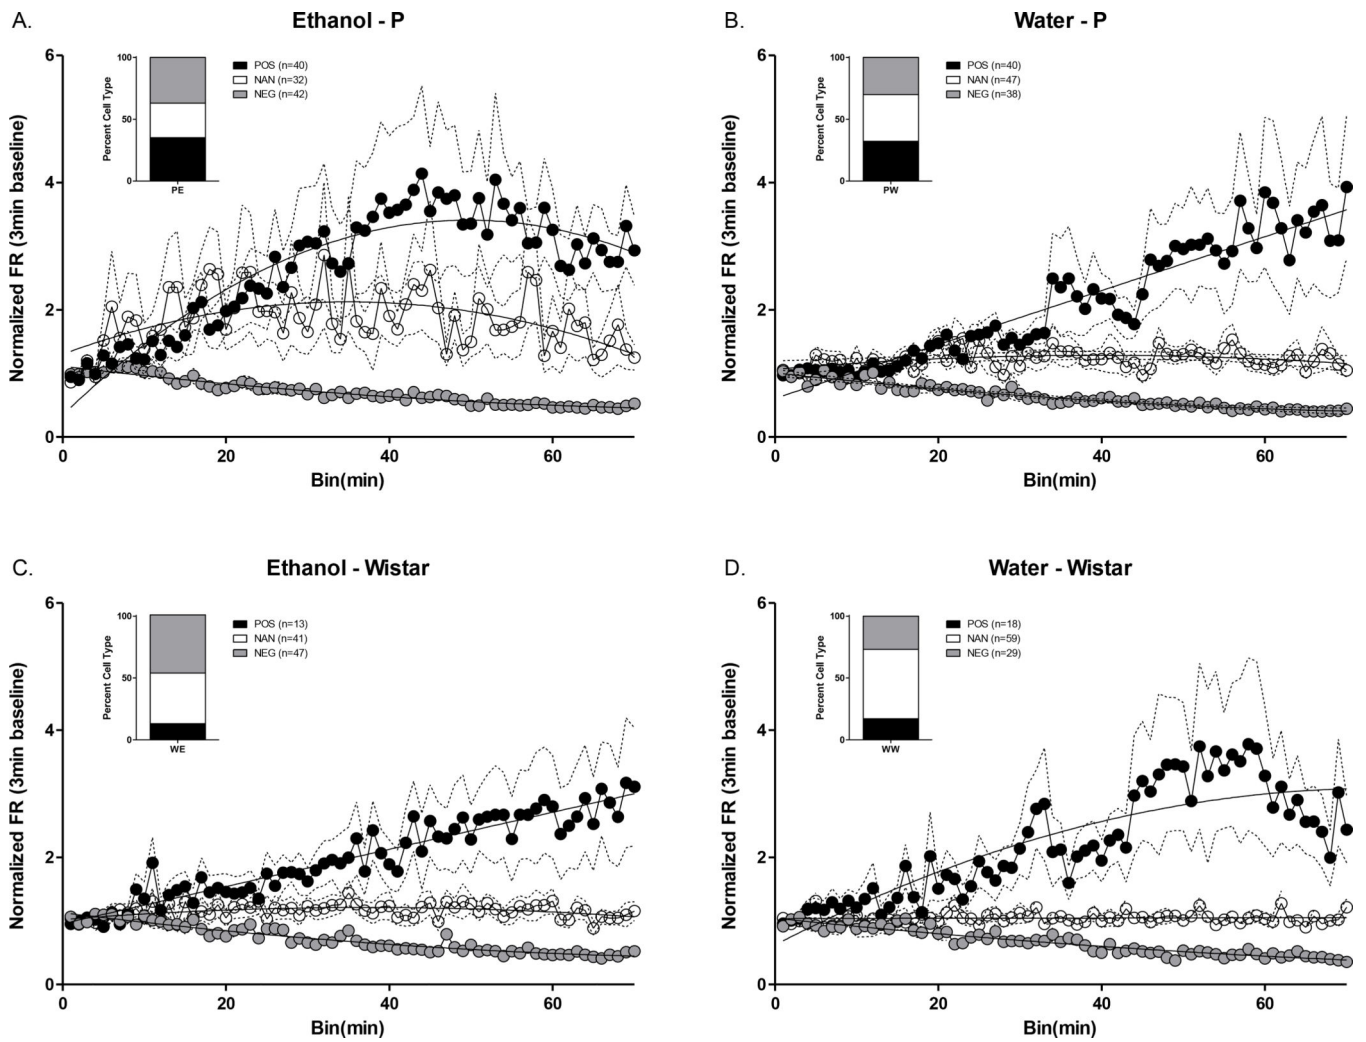 A.
Ethanol - P
Normalized FR (3min baseline)
6
4
2
0
0
20
40
60
Bin(min)
Percent Cell Type
100
50
0
PE
POS (n=40)
NAN (n=32)
NEG (n=42)
B.
Water - P
Normalized FR (3min baseline)
6
4
2
0
0
20
40
60
Bin(min)
Percent Cell Type
100
50
0
PW
POS (n=40)
NAN (n=47)
NEG (n=38)
C.
Ethanol - Wistar
Normalized FR (3min baseline)
6
4
2
0
0
20
40
60
Bin(min)
Percent Cell Type
100
50
0
WE
POS (n=13)
NAN (n=41)
NEG (n=47)
D.
Water - Wistar
Normalized FR (3min baseline)
6
4
2
0
0
20
40
60
Bin(min)
Percent Cell Type
100
50
0
WW
POS (n=18)
NAN (n=59)
NEG (n=29)